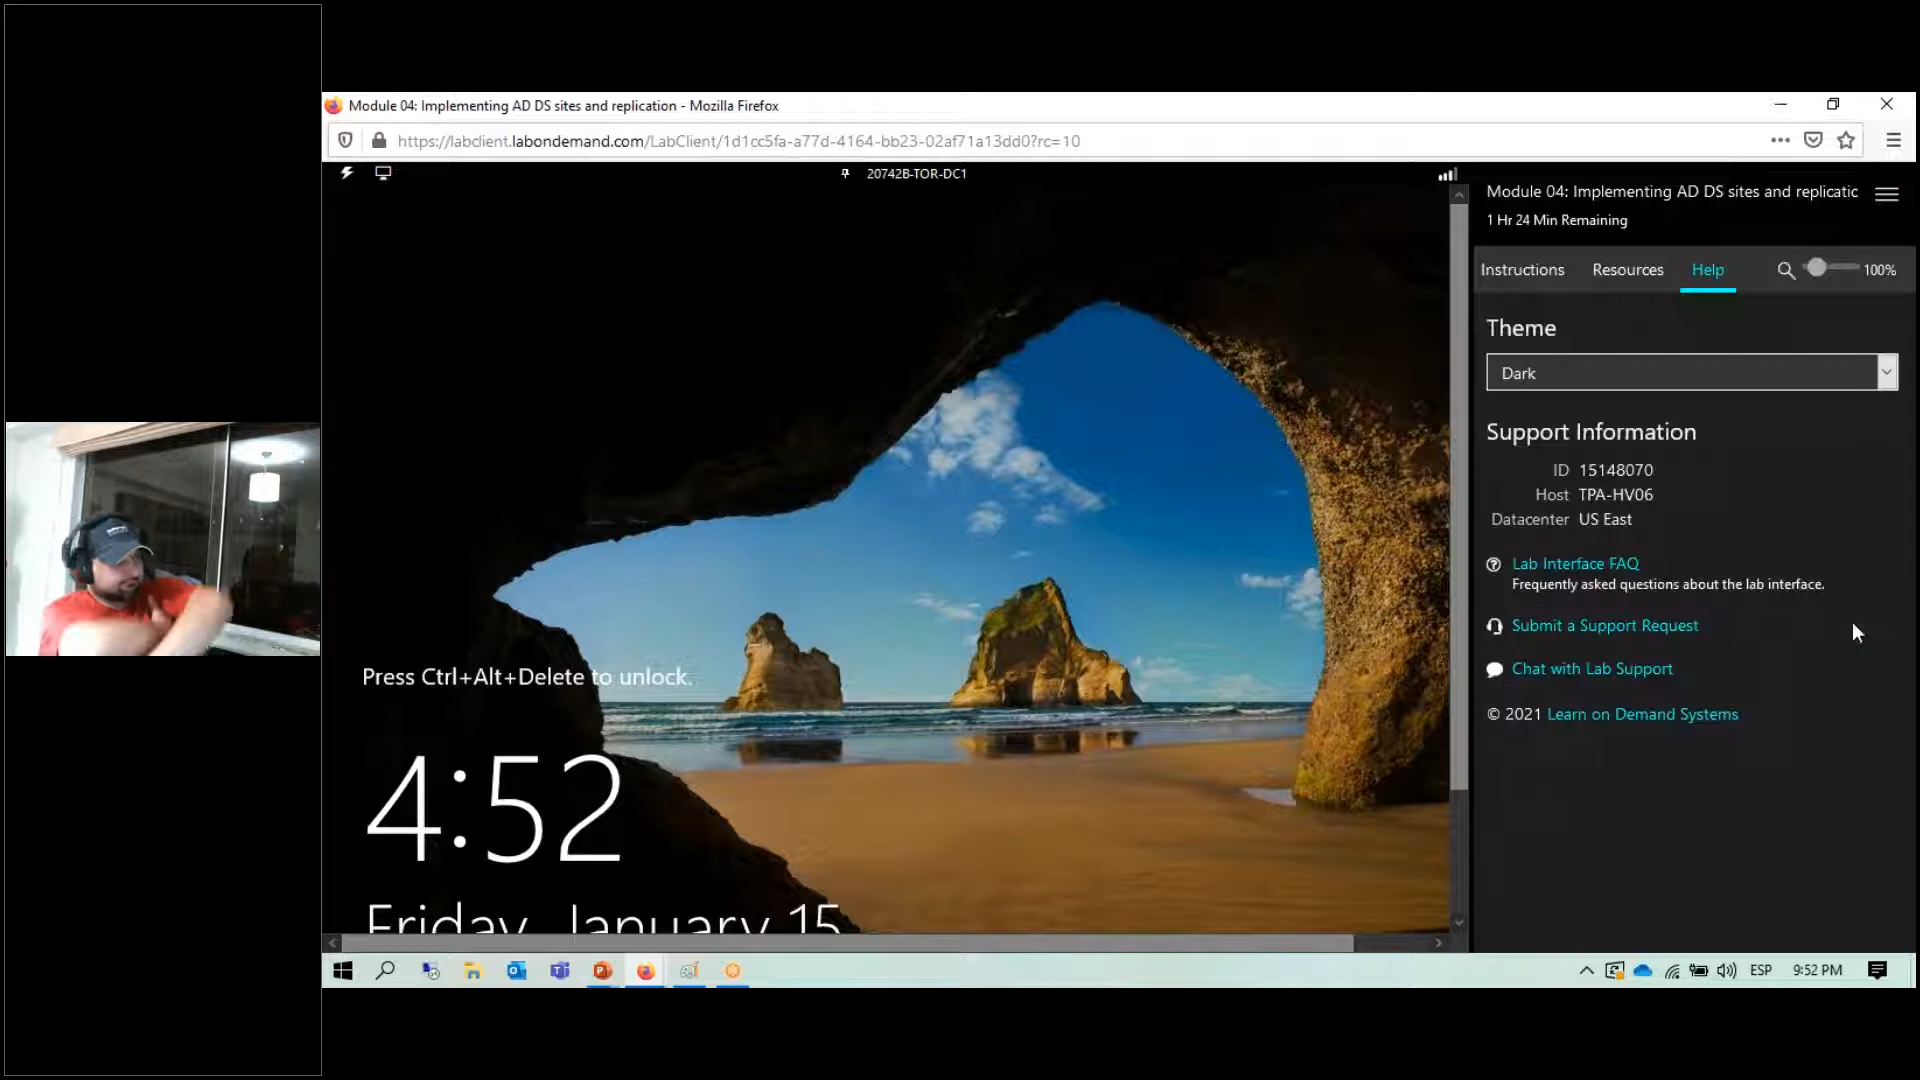 Module 04: Implementing AD DS sites and replication - Mozilla Firefox
https://labclient.labondemand.com/LabClient/1d1cc5fa-a77d-4164-bb23-02af71a13dd0?rc=10
20742B-TOR-DC1
Module 04: Implementing AD DS sites and replicatic
1 Hr 24 Min Remaining
Instructions Resources Help 100%
Theme
Dark
Support Information
ID 15148070
Host TPA-HV06
Datacenter US East
Lab Interface FAQ
Frequently asked questions about the lab interface.
Submit a Support Request
Chat with Lab Support
© 2021 Learn on Demand Systems
Press Ctrl+Alt+Delete to unlock.
4:52
Friday, January 15
ESP 9:52 PM